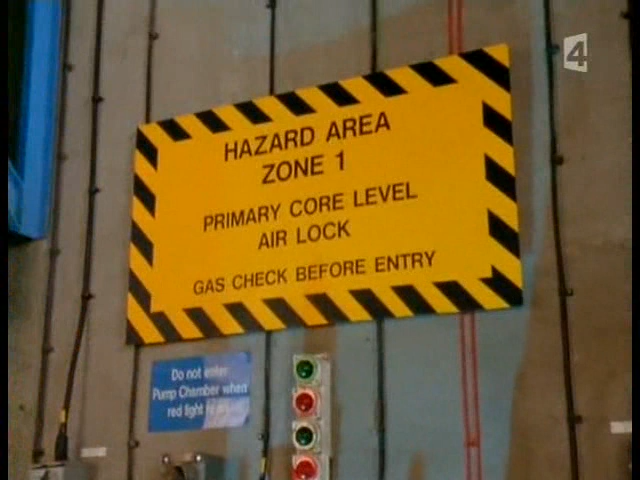 4
HAZARD AREA
ZONE 1
PRIMARY CORE LEVEL
AIR LOCK
GAS CHECK BEFORE ENTRY
Do not enter
Pump Chamber when
red light is